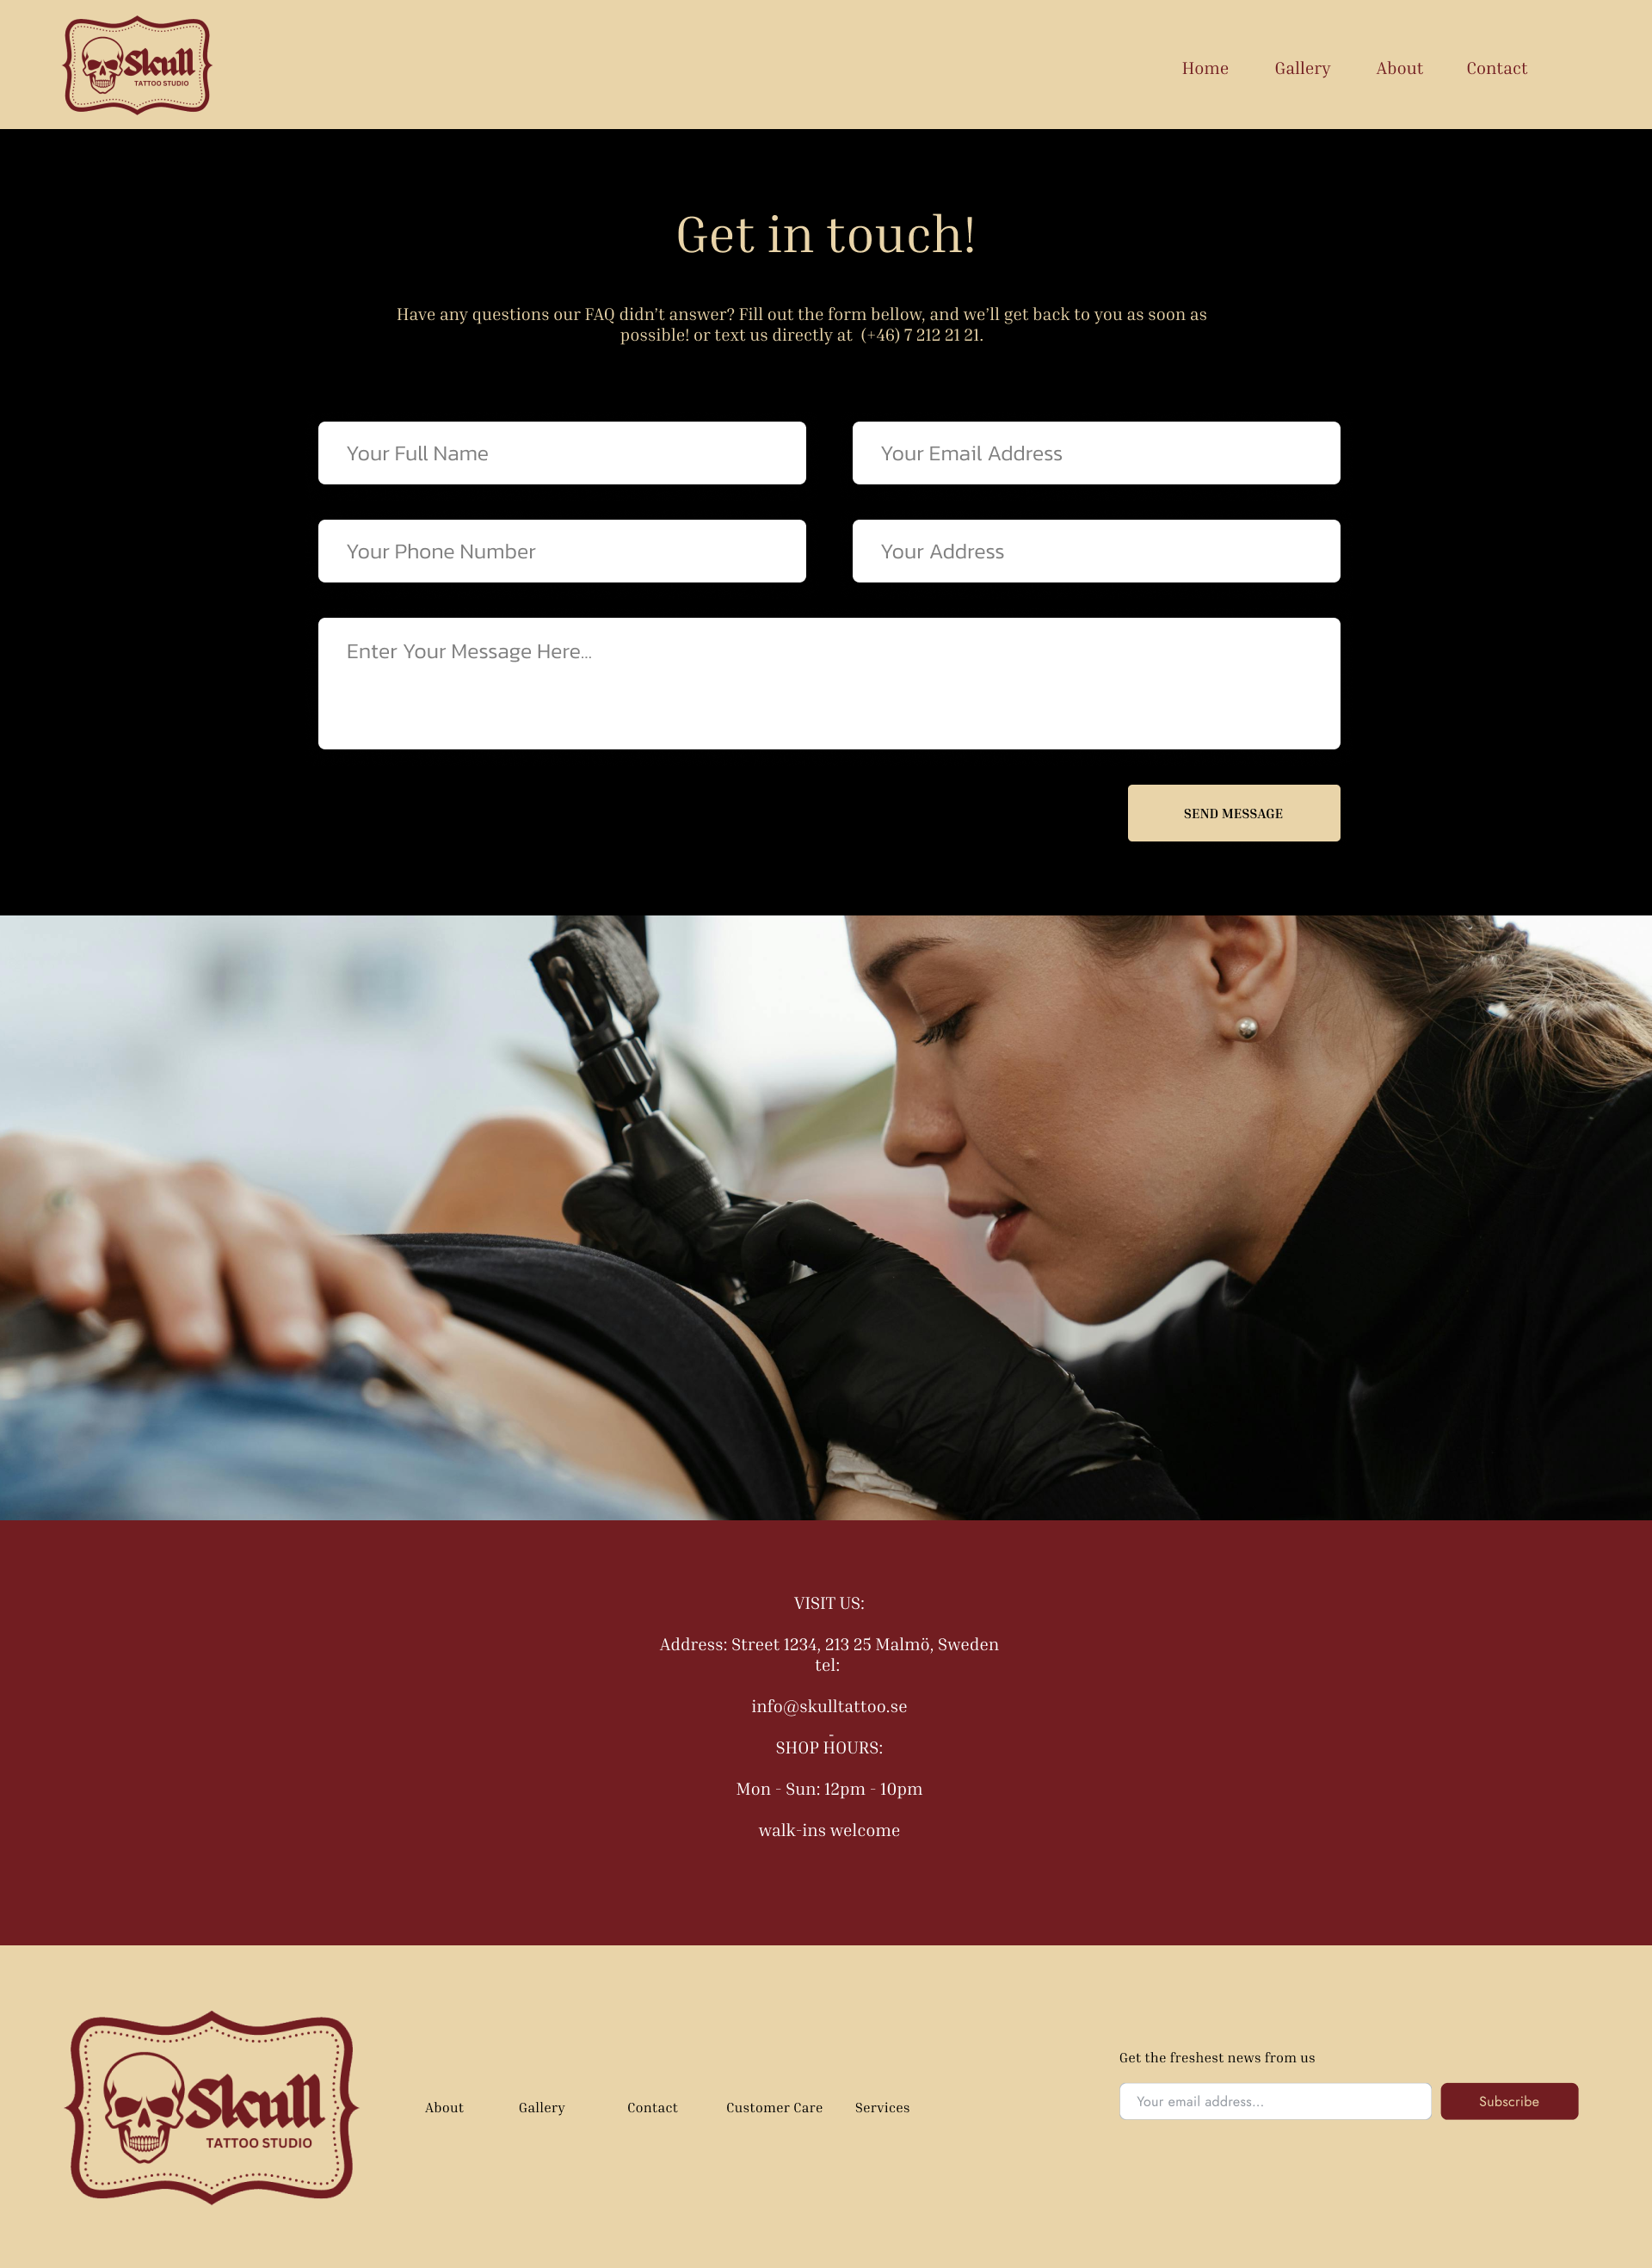 Skull
TATTOO STUDIO
Home Gallery About Contact
Get in touch!
Have any questions our FAQ didn’t answer? Fill out the form bellow, and we’ll get back to you as soon as
possible! or text us directly at (+46) 7 212 21 21.
Your Full Name
Your Email Address
Your Phone Number
Your Address
Enter Your Message Here...
SEND MESSAGE
VISIT US:
Address: Street 1234, 213 25 Malmö, Sweden
tel:
info@skulltattoo.se
-
SHOP HOURS:
Mon - Sun: 12pm - 10pm
walk-ins welcome
Skull
TATTOO STUDIO
About Gallery Contact Customer Care Services
Get the freshest news from us
Your email address...
Subscribe